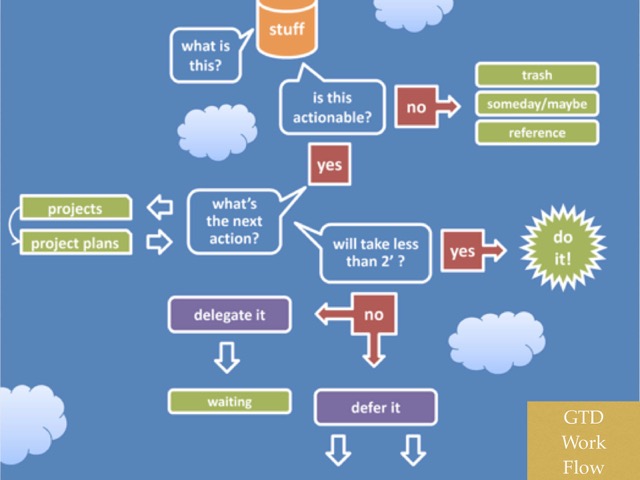 stuff
what is
this?
is this
actionable?
no
trash
someday/maybe
reference
yes
projects
project plans
what's
the next
action?
will take less
than 2' ?
yes
do
it!
delegate it
no
waiting
defer it
GTD
Work
Flow